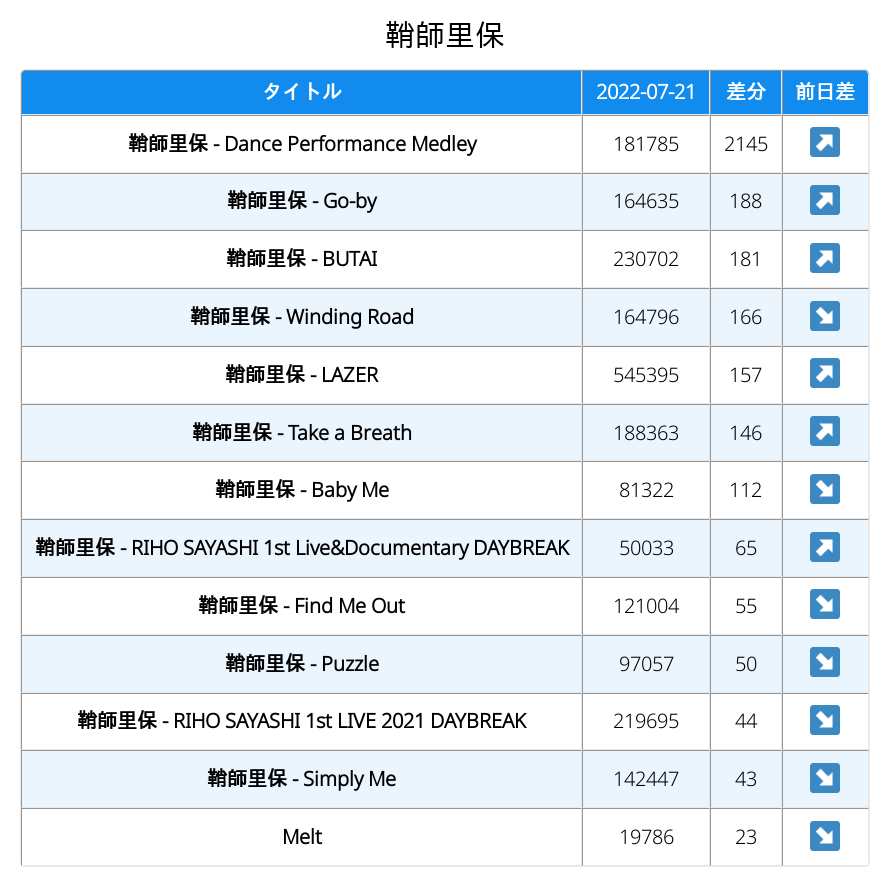 鞘師里保
タイトル 2022-07-21 差分 前日差
鞘師里保 - Dance Performance Medley 181785 2145 ↗
鞘師里保 - Go-by 164635 188 ↗
鞘師里保 - BUTAI 230702 181 ↗
鞘師里保 - Winding Road 164796 166 ↘
鞘師里保 - LAZER 545395 157 ↗
鞘師里保 - Take a Breath 188363 146 ↗
鞘師里保 - Baby Me 81322 112 ↘
鞘師里保 - RIHO SAYASHI 1st Live&Documentary DAYBREAK 50033 65 ↗
鞘師里保 - Find Me Out 121004 55 ↘
鞘師里保 - Puzzle 97057 50 ↘
鞘師里保 - RIHO SAYASHI 1st LIVE 2021 DAYBREAK 219695 44 ↘
鞘師里保 - Simply Me 142447 43 ↘
Melt 19786 23 ↘